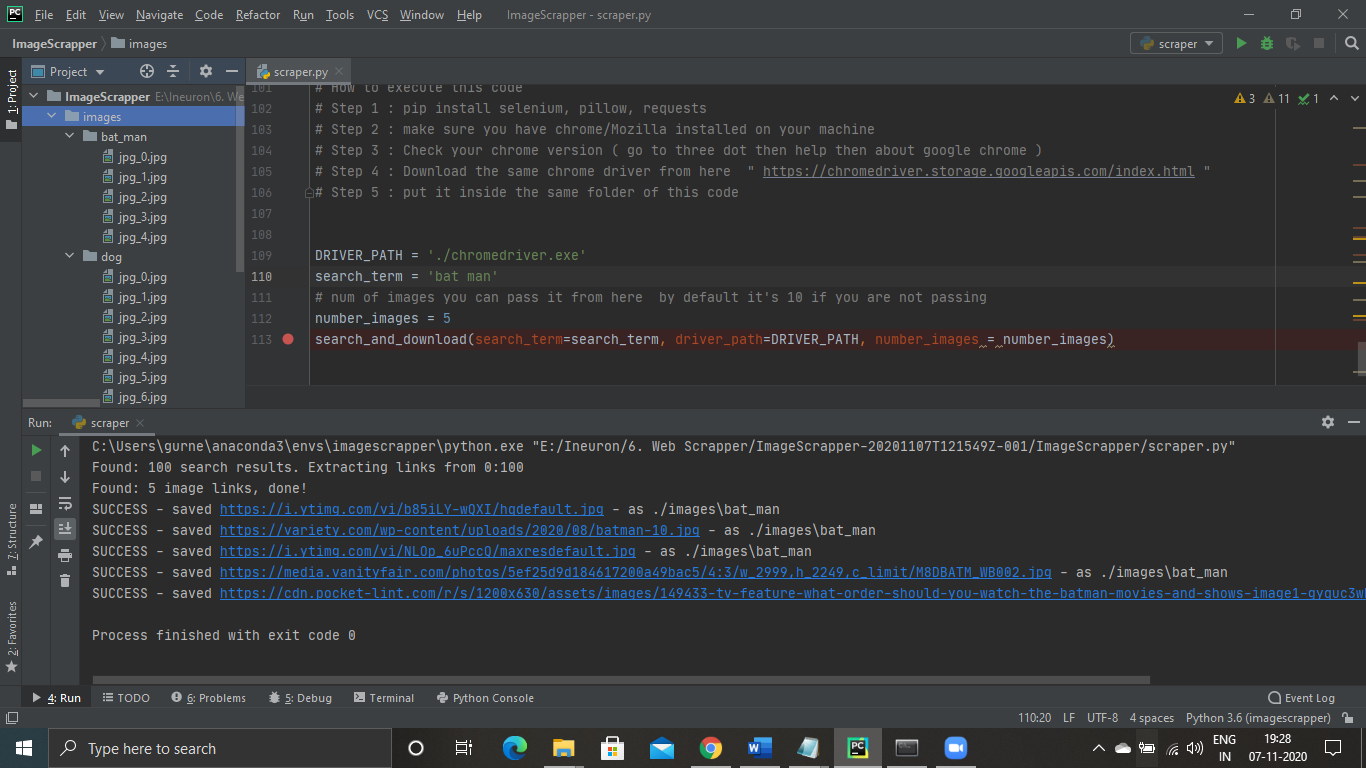 File Edit View Navigate Code Refactor Run Tools VCS Window Help ImageScrapper - scraper.py
ImageScrapper images
scraper
Project
scraper.py
1: Project
ImageScrapper E:\Ineuron\6. We
images
bat_man
jpg_0.jpg
jpg_1.jpg
jpg_2.jpg
jpg_3.jpg
jpg_4.jpg
dog
jpg_0.jpg
jpg_1.jpg
jpg_2.jpg
jpg_3.jpg
jpg_4.jpg
jpg_5.jpg
jpg_6.jpg
3 11 1
101 # How to execute this code
102 # Step 1 : pip install selenium, pillow, requests
103 # Step 2 : make sure you have chrome/Mozilla installed on your machine
104 # Step 3 : Check your chrome version ( go to three dot then help then about google chrome )
105 # Step 4 : Download the same chrome driver from here " https://chromedriver.storage.googleapis.com/index.html "
106 # Step 5 : put it inside the same folder of this code
107
108
109 DRIVER_PATH = './chromedriver.exe'
110 search_term = 'bat man'
111 # num of images you can pass it from here by default it's 10 if you are not passing
112 number_images = 5
113 search_and_download(search_term=search_term, driver_path=DRIVER_PATH, number_images = number_images)
Run: scraper
C:\Users\gurne\anaconda3\envs\imagescrapper\python.exe "E:/Ineuron/6. Web Scrapper/ImageScrapper-20201107T121549Z-001/ImageScrapper/scraper.py"
Found: 100 search results. Extracting links from 0:100
Found: 5 image links, done!
SUCCESS - saved https://i.ytimg.com/vi/b85iLY-wQXI/hqdefault.jpg - as ./images\bat_man
SUCCESS - saved https://variety.com/wp-content/uploads/2020/08/batman-10.jpg - as ./images\bat_man
SUCCESS - saved https://i.ytimg.com/vi/NLOp_6uPccQ/maxresdefault.jpg - as ./images\bat_man
SUCCESS - saved https://media.vanityfair.com/photos/5ef25d9d184617200a49bac5/4:3/w_2999,h_2249,c_limit/M8DBATM_WB002.jpg - as ./images\bat_man
SUCCESS - saved https://cdn.pocket-lint.com/r/s/1200x630/assets/images/149433-tv-feature-what-order-should-you-watch-the-batman-movies-and-shows-image1-qyguc3w
Process finished with exit code 0
7: Structure
2: Favorites
4: Run TODO 6: Problems 5: Debug Terminal Python Console Event Log
110:20 LF UTF-8 4 spaces Python 3.6 (imagescrapper)
Type here to search
ENG
IN
19:28
07-11-2020